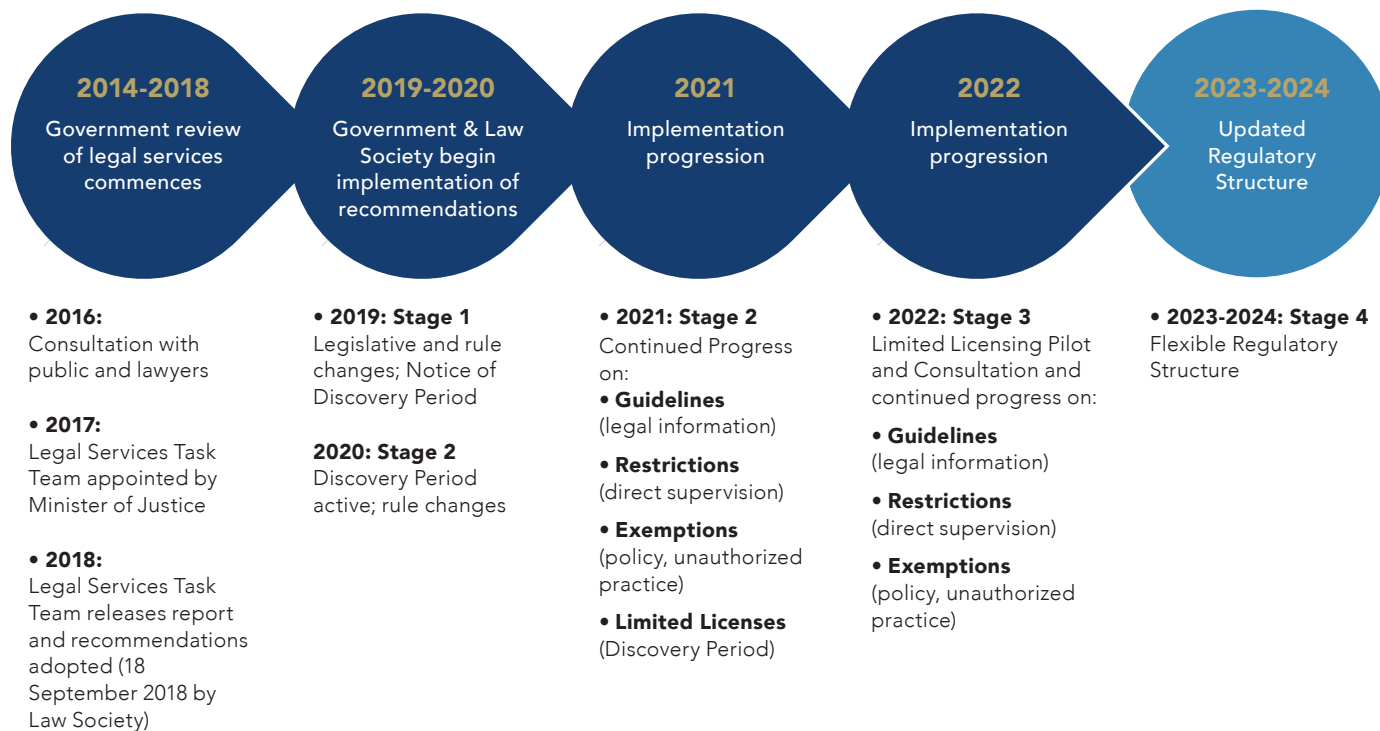 2014-2018
Government review
of legal services
commences
2019-2020
Government & Law
Society begin
implementation of
recommendations
2021
Implementation
progression
2022
Implementation
progression
2023-2024
Updated
Regulatory
Structure
• 2016:
Consultation with
public and lawyers
• 2017:
Legal Services Task
Team appointed by
Minister of Justice
• 2018:
Legal Services Task
Team releases report
and recommendations
adopted (18
September 2018 by
Law Society)
• 2019: Stage 1
Legislative and rule
changes; Notice of
Discovery Period
2020: Stage 2
Discovery Period
active; rule changes
• 2021: Stage 2
Continued Progress
on:
• Guidelines
(legal information)
• Restrictions
(direct supervision)
• Exemptions
(policy, unauthorized
practice)
• Limited Licenses
(Discovery Period)
• 2022: Stage 3
Limited Licensing Pilot
and Consultation and
continued progress on:
• Guidelines
(legal information)
• Restrictions
(direct supervision)
• Exemptions
(policy, unauthorized
practice)
• 2023-2024: Stage 4
Flexible Regulatory
Structure